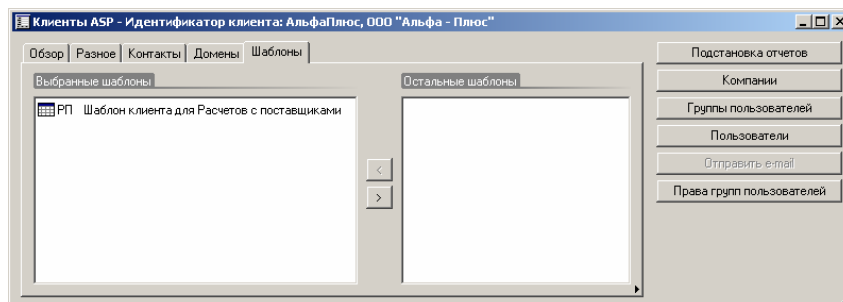 Клиенты ASP - Идентификатор клиента: АльфаПлюс, ООО "Альфа - Плюс"
Обзор Разное Контакты Домены Шаблоны
Выбранные шаблоны Остальные шаблоны
РП Шаблон клиента для Расчетов с поставщиками
<
>
Подстановка отчетов
Компании
Группы пользователей
Пользователи
Отправить e-mail
Права групп пользователей